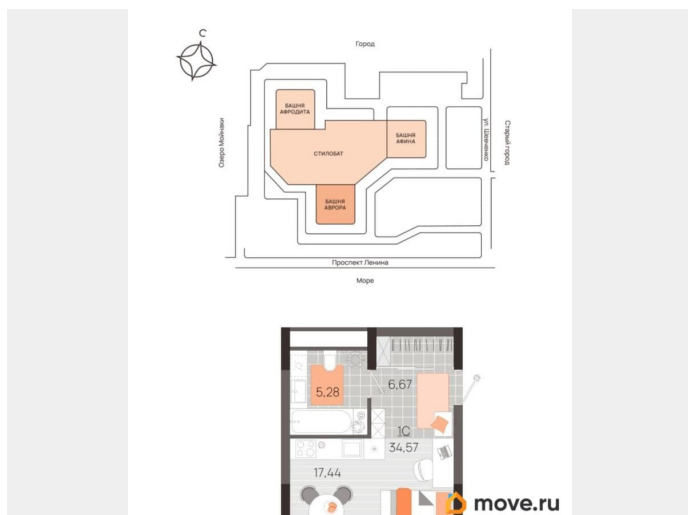 С
Город
БАШНЯ
АФРОДИТА
БАШНЯ
АФИНА
СТИЛОБАТ
БАШНЯ
АВРОРА
Озеро Мойнаки
ул. Шевченко
Старый город
Проспект Ленина
Море
5,28
6,67
1С
34,57
17,44
move.ru